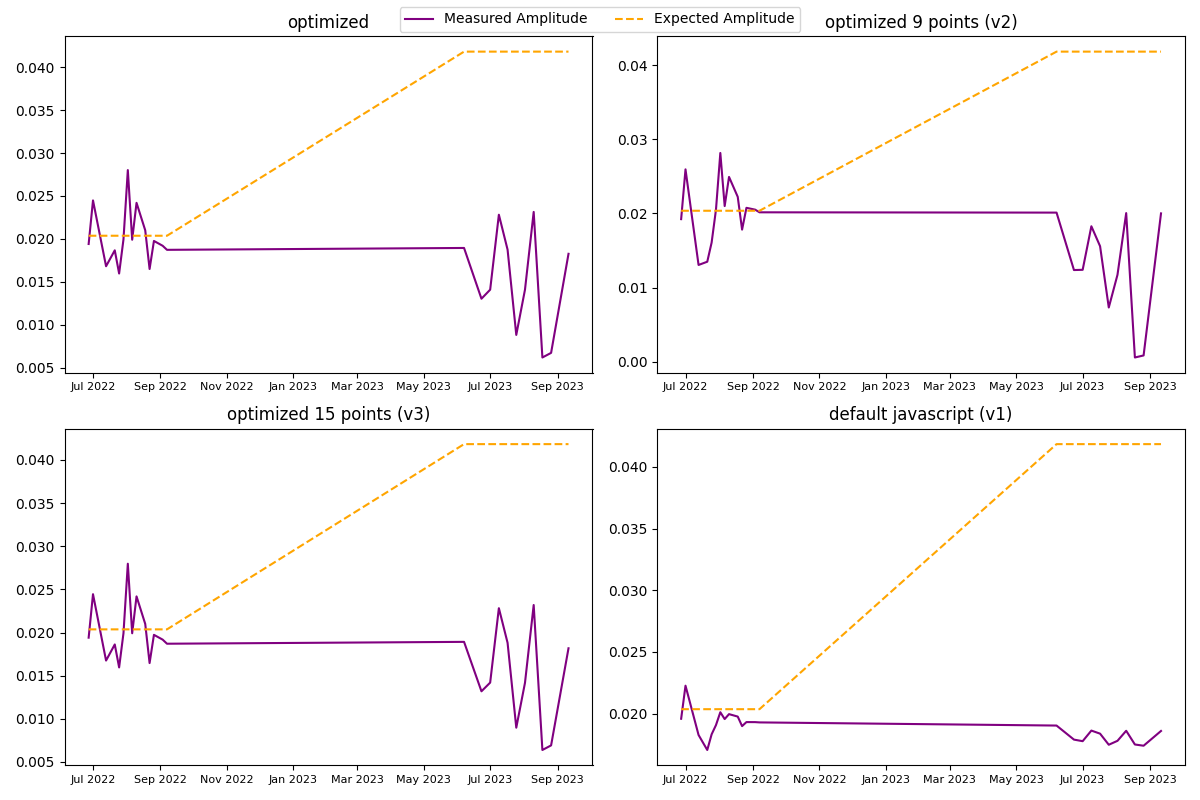 Measured Amplitude Expected Amplitude
optimized
0.040
0.035
0.030
0.025
0.020
0.015
0.010
0.005
Jul 2022 Sep 2022 Nov 2022 Jan 2023 Mar 2023 May 2023 Jul 2023 Sep 2023
optimized 9 points (v2)
0.04
0.03
0.02
0.01
0.00
Jul 2022 Sep 2022 Nov 2022 Jan 2023 Mar 2023 May 2023 Jul 2023 Sep 2023
optimized 15 points (v3)
0.040
0.035
0.030
0.025
0.020
0.015
0.010
0.005
Jul 2022 Sep 2022 Nov 2022 Jan 2023 Mar 2023 May 2023 Jul 2023 Sep 2023
default javascript (v1)
0.040
0.035
0.030
0.025
0.020
Jul 2022 Sep 2022 Nov 2022 Jan 2023 Mar 2023 May 2023 Jul 2023 Sep 2023